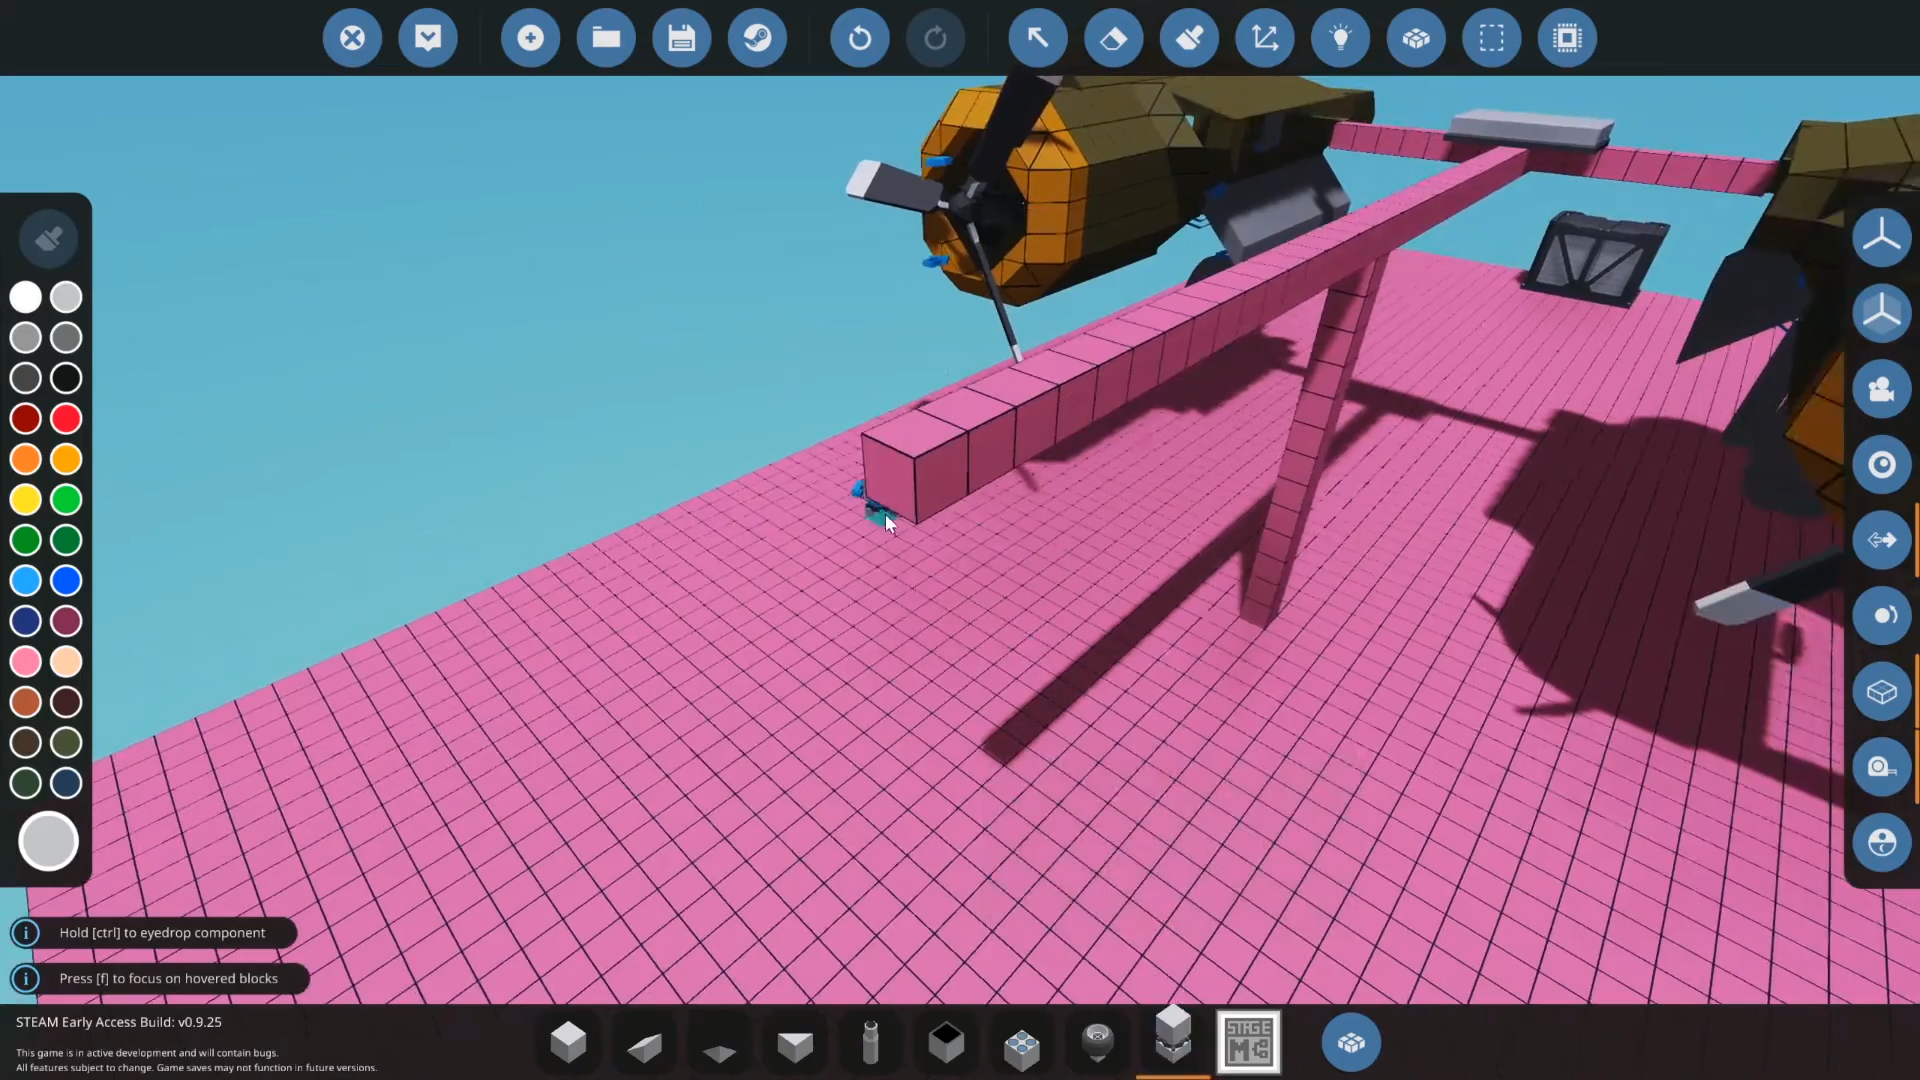 Hold [ctrl] to eyedrop component
Press [f] to focus on hovered blocks
STEAM Early Access Build: v0.9.25
This game is in active development and will contain bugs.
All features subject to change. Game saves may not function in future versions.
STAGE